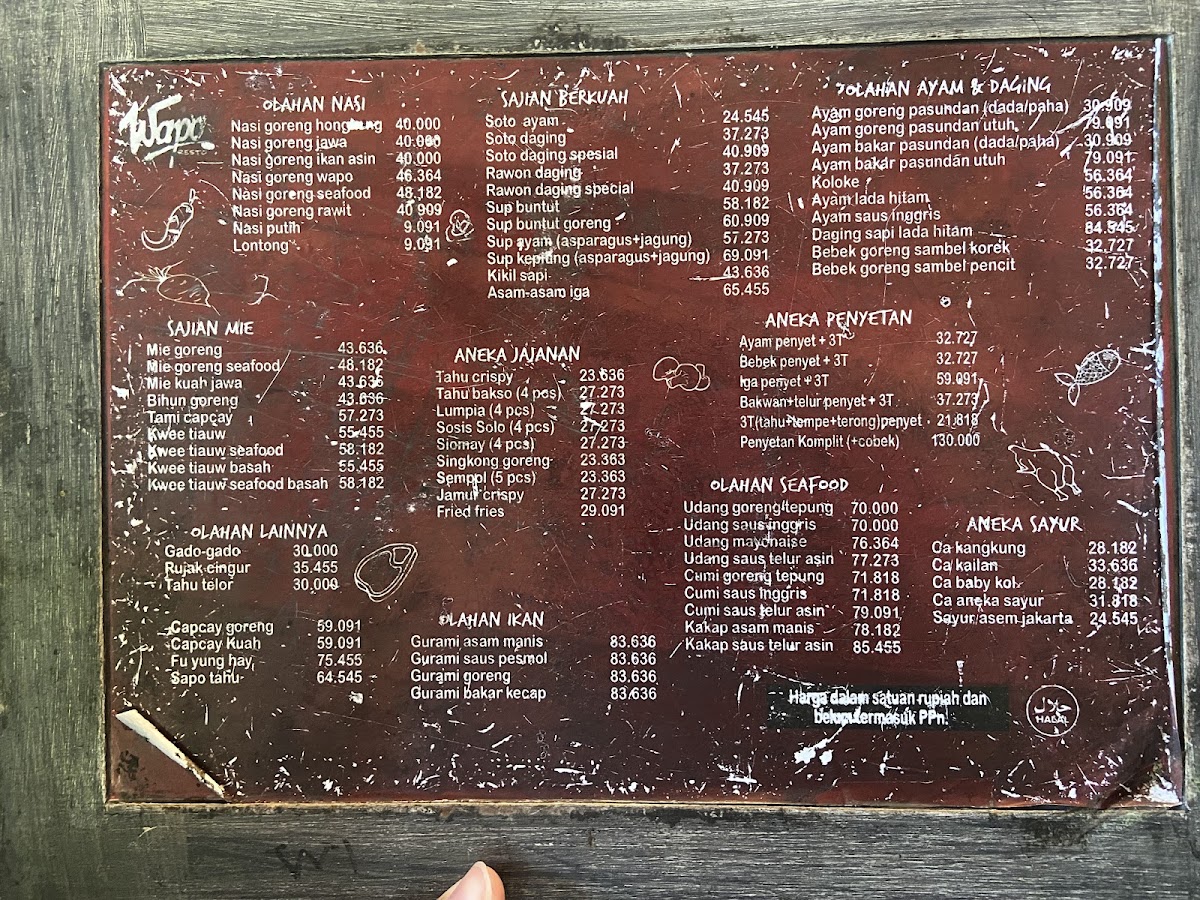 Wapo
RESTO
OLAHAN NASI
Nasi goreng hongkong 40.000
Nasi goreng jawa 40.000
Nasi goreng ikan asin 40.000
Nasi goreng wapo 46.364
Nasi goreng seafood 48.182
Nasi goreng rawit 40.909
Nasi putih 9.091
Lontong 9.091
SAJIAN BERKUAH
Soto ayam 24.545
Soto daging 37.273
Soto daging spesial 40.909
Rawon daging 37.273
Rawon daging special 40.909
Sup buntut 58.182
Sup buntut goreng 60.909
Sup ayam (asparagus+jagung) 57.273
Sup kepiting (asparagus+jagung) 69.091
Kikil sapi 43.636
Asam-asam iga 65.455
OLAHAN AYAM & DAGING
Ayam goreng pasundan (dada/paha) 30.909
Ayam goreng pasundan utuh 79.091
Ayam bakar pasundan (dada/paha) 30.909
Ayam bakar pasundan utuh 79.091
Koloke 56.364
Ayam lada hitam 56.364
Ayam saus inggris 56.364
Daging sapi lada hitam 84.545
Bebek goreng sambel korek 32.727
Bebek goreng sambel pencit 32.727
SAJIAN MIE
Mie goreng 43.636
Mie goreng seafood 48.182
Mie kuah jawa 43.636
Bihun goreng 43.636
Tami capcay 57.273
Kwee tiauw 55.455
Kwee tiauw seafood 58.182
Kwee tiauw basah 55.455
Kwee tiauw seafood basah 58.182
ANEKA JAJANAN
Tahu crispy 23.636
Tahu bakso (4 pcs) 27.273
Lumpia (4 pcs) 27.273
Sosis Solo (4 pcs) 27.273
Siomay (4 pcs) 27.273
Singkong goreng 23.363
Sempol (5 pcs) 23.363
Jamur crispy 27.273
Fried fries 29.091
ANEKA PENYETAN
Ayam penyet + 3T 32.727
Bebek penyet + 3T 32.727
Iga penyet + 3T 59.091
Bakwan+telur penyet + 3T 37.273
3T(tahu+tempe+terong)penyet 21.818
Penyetan Komplit (+cobek) 130.000
OLAHAN LAINNYA
Gado-gado 30.000
Rujak cingur 35.455
Tahu telor 30.000
Capcay goreng 59.091
Capcay Kuah 59.091
Fu yung hay 75.455
Sapo tahu 64.545
OLAHAN IKAN
Gurami asam manis 83.636
Gurami saus pesmol 83.636
Gurami goreng 83.636
Gurami bakar kecap 83.636
OLAHAN SEAFOOD
Udang goreng tepung 70.000
Udang saus inggris 70.000
Udang mayonaise 76.364
Udang saus telur asin 77.273
Cumi goreng tepung 71.818
Cumi saus inggris 71.818
Cumi saus telur asin 79.091
Kakap asam manis 78.182
Kakap saus telur asin 85.455
ANEKA SAYUR
Ca kangkung 28.182
Ca kailan 33.636
Ca baby kol 28.182
Ca aneka sayur 31.818
Sayur asem jakarta 24.545
Harga dalam satuan rupiah dan
belum termasuk PPn.
حلال
HALAL